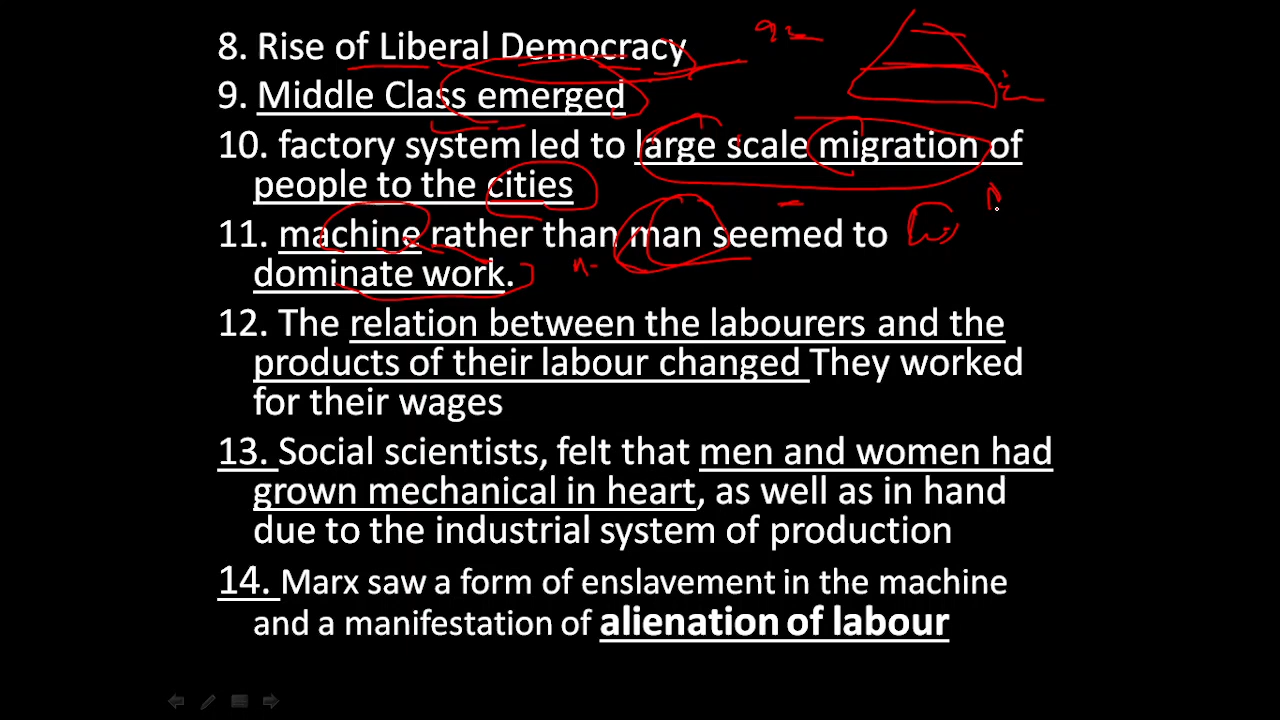 8. Rise of Liberal Democracy
9. Middle Class emerged
10. factory system led to large scale migration of
people to the cities
11. machine rather than man seemed to
dominate work.
12. The relation between the labourers and the
products of their labour changed They worked
for their wages
13. Social scientists, felt that men and women had
grown mechanical in heart, as well as in hand
due to the industrial system of production
14. Marx saw a form of enslavement in the machine
and a manifestation of alienation of labour